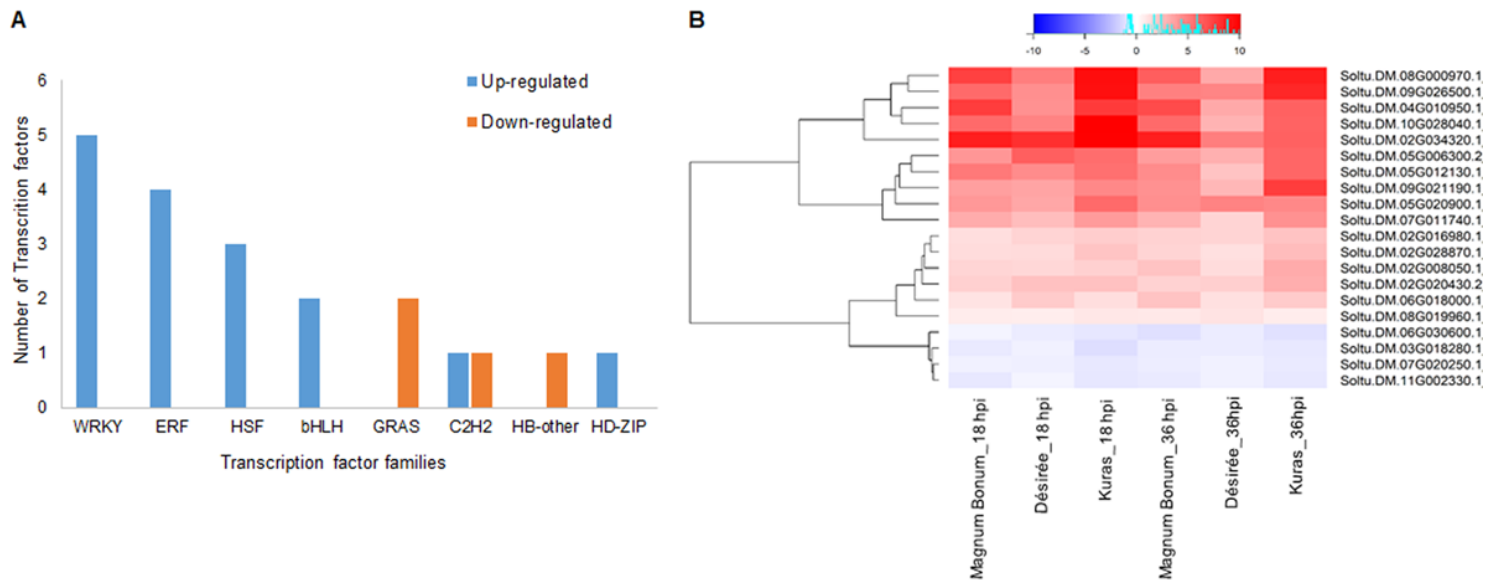 A
Number of Transcrition factors
6
5
4
3
2
1
0
Up-regulated
Down-regulated
WRKY ERF HSF bHLH GRAS C2H2 HB-other HD-ZIP
Transcription factor families
B
-10 -5 0 5 10
Soltu.DM.08G000970.1
Soltu.DM.09G026500.1
Soltu.DM.04G010950.1
Soltu.DM.10G028040.1
Soltu.DM.02G034320.1
Soltu.DM.05G006300.2
Soltu.DM.05G012130.1
Soltu.DM.09G021190.1
Soltu.DM.05G020900.1
Soltu.DM.07G011740.1
Soltu.DM.02G016980.1
Soltu.DM.02G028870.1
Soltu.DM.02G008050.1
Soltu.DM.02G020430.2
Soltu.DM.06G018000.1
Soltu.DM.08G019960.1
Soltu.DM.06G030600.1
Soltu.DM.03G018280.1
Soltu.DM.07G020250.1
Soltu.DM.11G002330.1
Magnum Bonum_18 hpi
Désirée_18 hpi
Kuras_18 hpi
Magnum Bonum_36 hpi
Désirée_36hpi
Kuras_36hpi